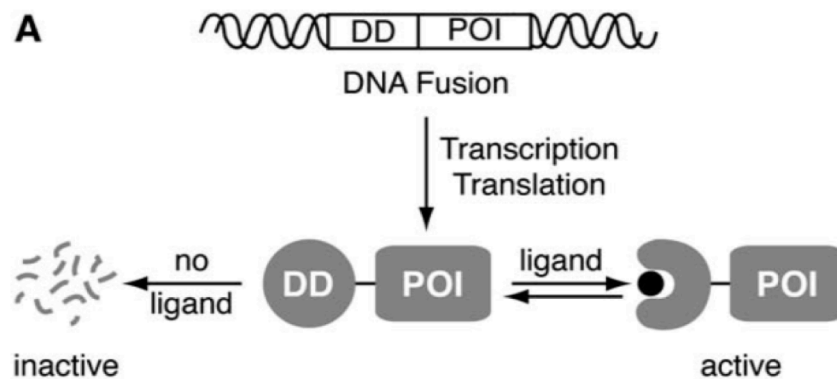 A
DD POI
DNA Fusion
Transcription
Translation
no
ligand
DD POI
ligand
POI
inactive
active